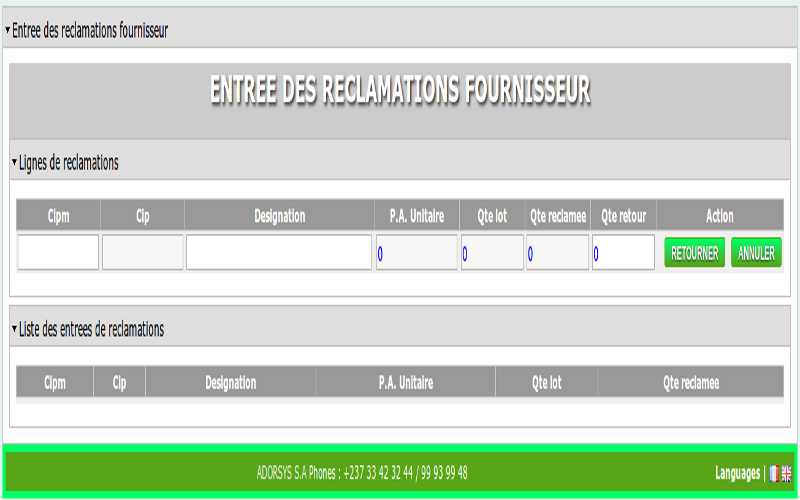 Entree des reclamations fournisseur
ENTREE DES RECLAMATIONS FOURNISSEUR
Lignes de reclamations
Cipm Cip Designation P.A. Unitaire Qte lot Qte reclamee Qte retour Action
0 0 0 0 RETOURNER ANNULER
Liste des entrees de reclamations
Cipm Cip Designation P.A. Unitaire Qte lot Qte reclamee
ADORSYS S.A Phones : +237 33 42 32 44 / 99 93 99 48 Languages |